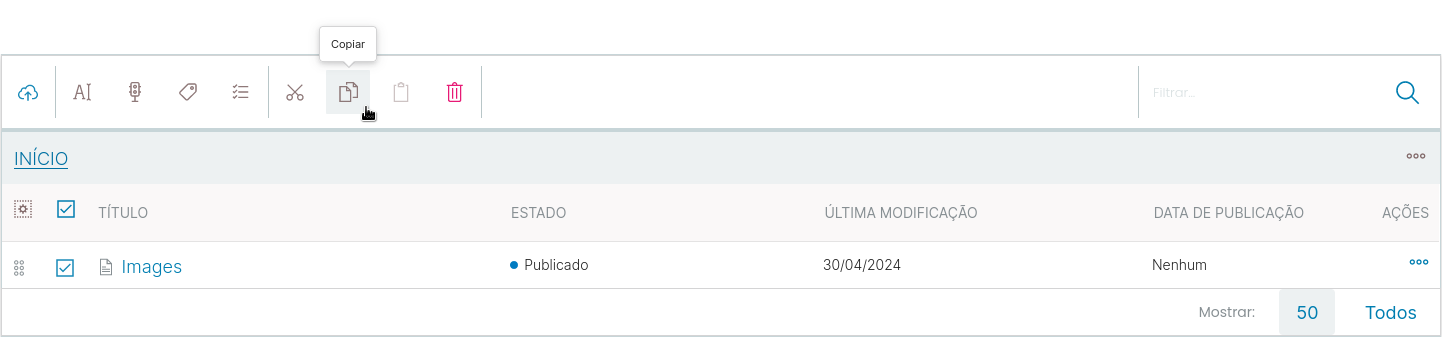 Copiar
Filtrar...
INÍCIO
TÍTULO ESTADO ÚLTIMA MODIFICAÇÃO DATA DE PUBLICAÇÃO AÇÕES
Images Publicado 30/04/2024 Nenhum
Mostrar: 50 Todos